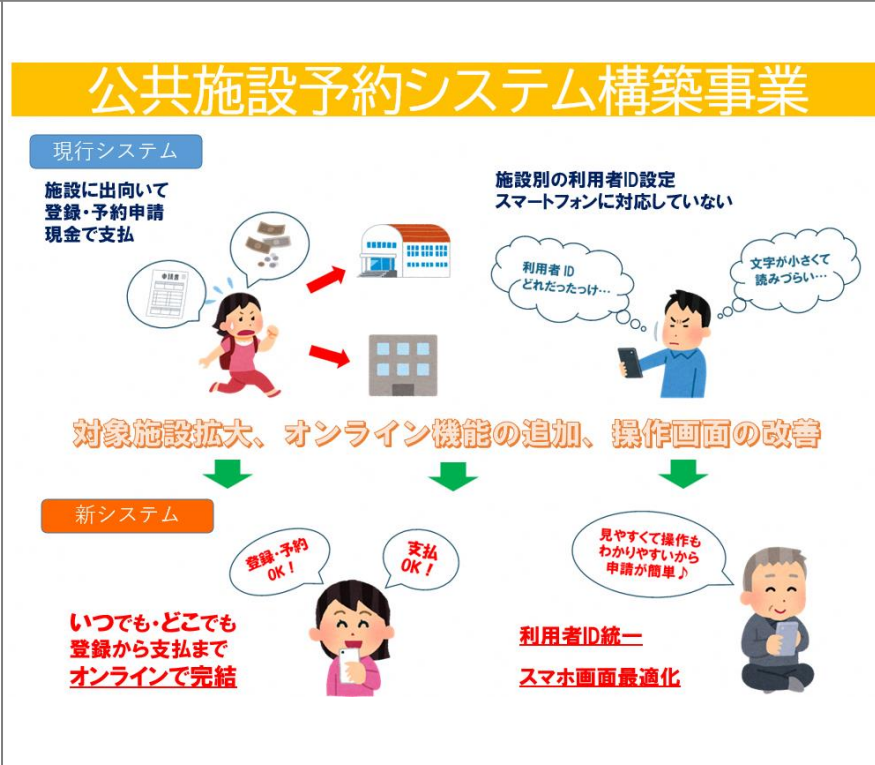 公共施設予約システム構築事業
現行システム
施設に出向いて
登録・予約申請
現金で支払
申請書
施設別の利用者ID設定
スマートフォンに対応していない
利用者 ID
どれだったっけ…
文字が小さくて
読みづらい…
対象施設拡大、オンライン機能の追加、操作画面の改善
新システム
登録・予約
OK！
支払
OK！
いつでも・どこでも
登録から支払まで
オンラインで完結
見やすくて操作も
わかりやすいから
申請が簡単♪
利用者ID統一
スマホ画面最適化